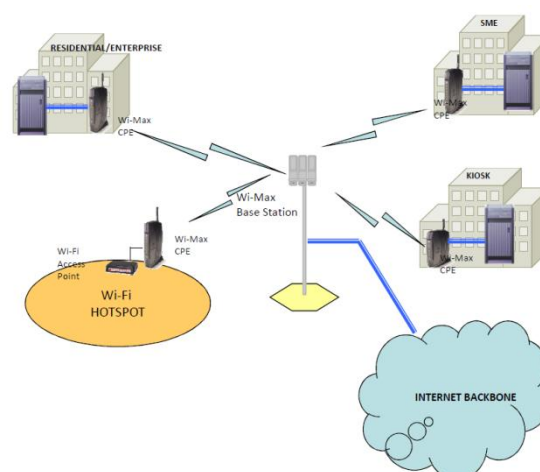 RESIDENTIAL/ENTERPRISE
SME
Wi-Max
CPE
Wi-Max
CPE
Wi-Max
Base Station
KIOSK
Wi-Fi
Access
Point
Wi-Max
CPE
Wi-Max
CPE
Wi-Fi
HOTSPOT
INTERNET BACKBONE